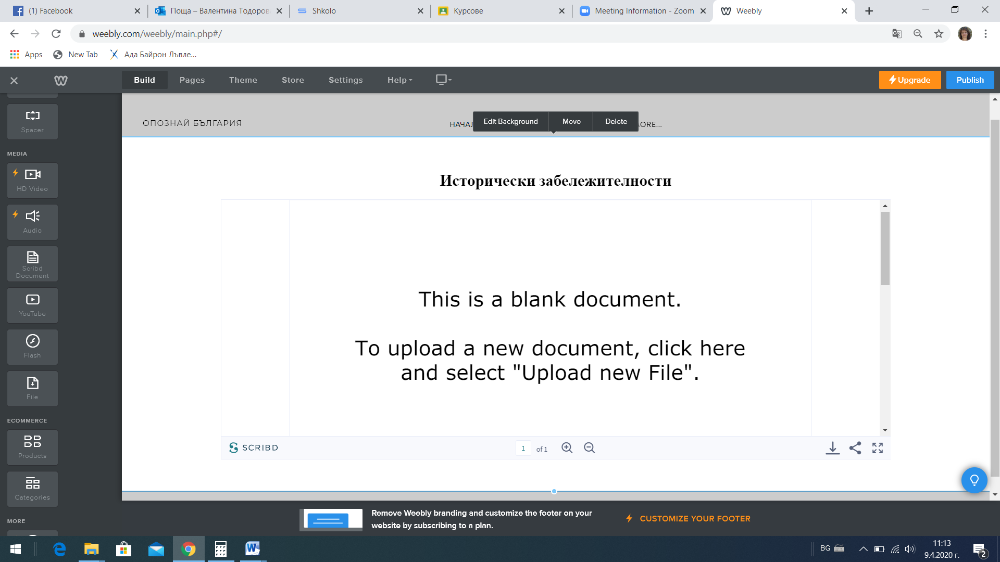 (1) Facebook
Поща – Валентина Тодоров
Shkolo
Курсове
Meeting Information - Zoom
Weebly
weebly.com/weebly/main.php#/
Apps
New Tab
Ада Байрон Лъвле...
Build
Pages
Theme
Store
Settings
Help
Upgrade
Publish
Spacer
MEDIA
HD Video
Audio
Scribd
Document
YouTube
Flash
File
ECOMMERCE
Products
Categories
MORE
ОПОЗНАЙ БЪЛГАРИЯ
Edit Background
Move
Delete
Исторически забележителности
This is a blank document.
To upload a new document, click here
and select "Upload new File".
SCRIBD
1
of 1
Remove Weebly branding and customize the footer on your
website by subscribing to a plan.
CUSTOMIZE YOUR FOOTER
BG
11:13
9.4.2020 г.
2